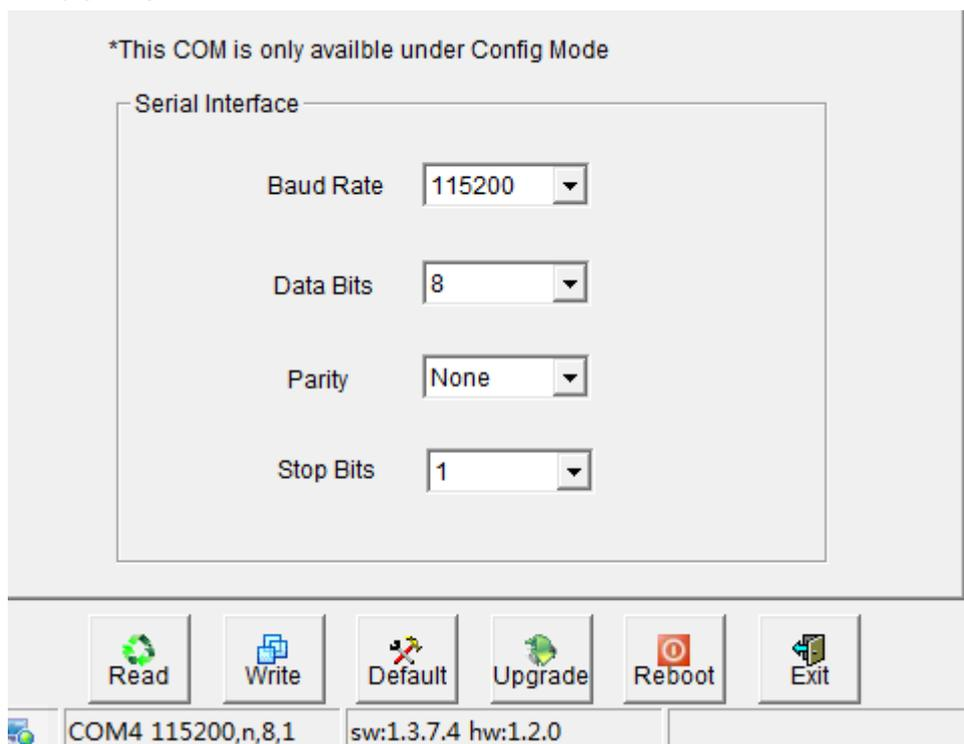 *This COM is only availble under Config Mode
Serial Interface
Baud Rate 115200
Data Bits 8
Parity None
Stop Bits 1
Read Write Default Upgrade Reboot Exit
COM4 115200,n,8,1 sw:1.3.7.4 hw:1.2.0